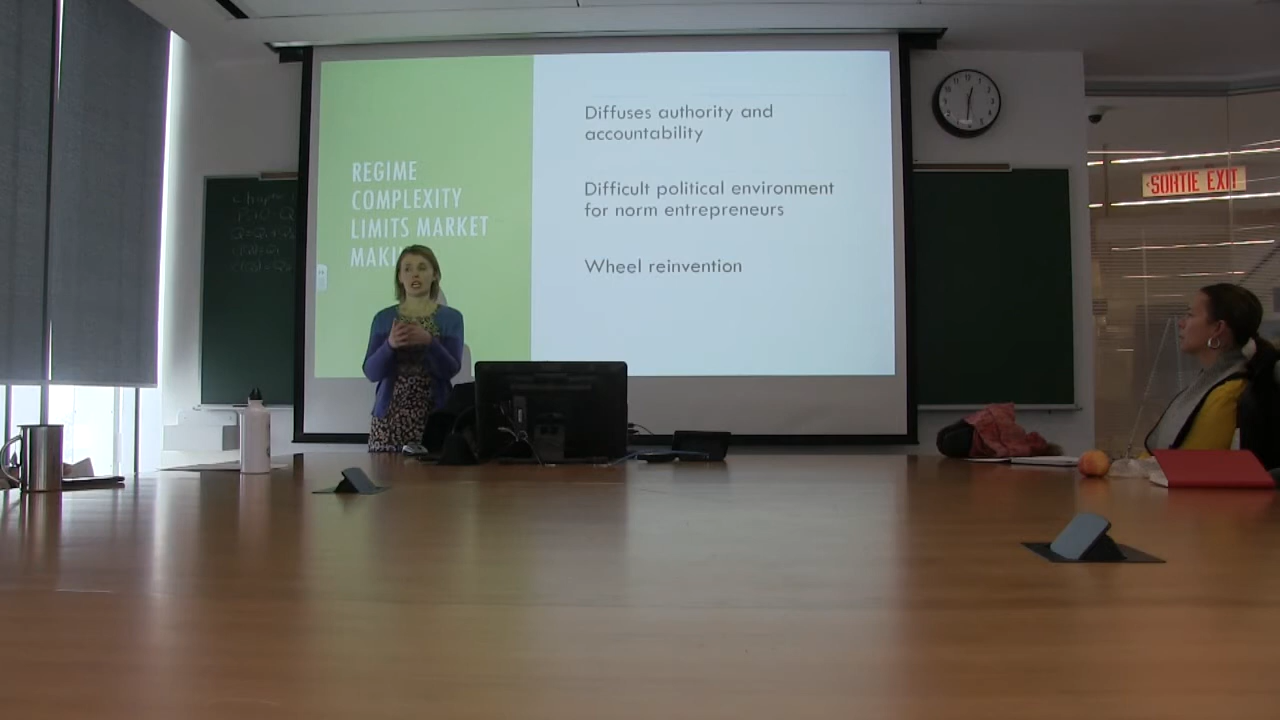 REGIME
COMPLEXITY
LIMITS MARKET
Diffuses authority and
accountability
Difficult political environment
for norm entrepreneurs
Wheel reinvention
SORTIE EXIT